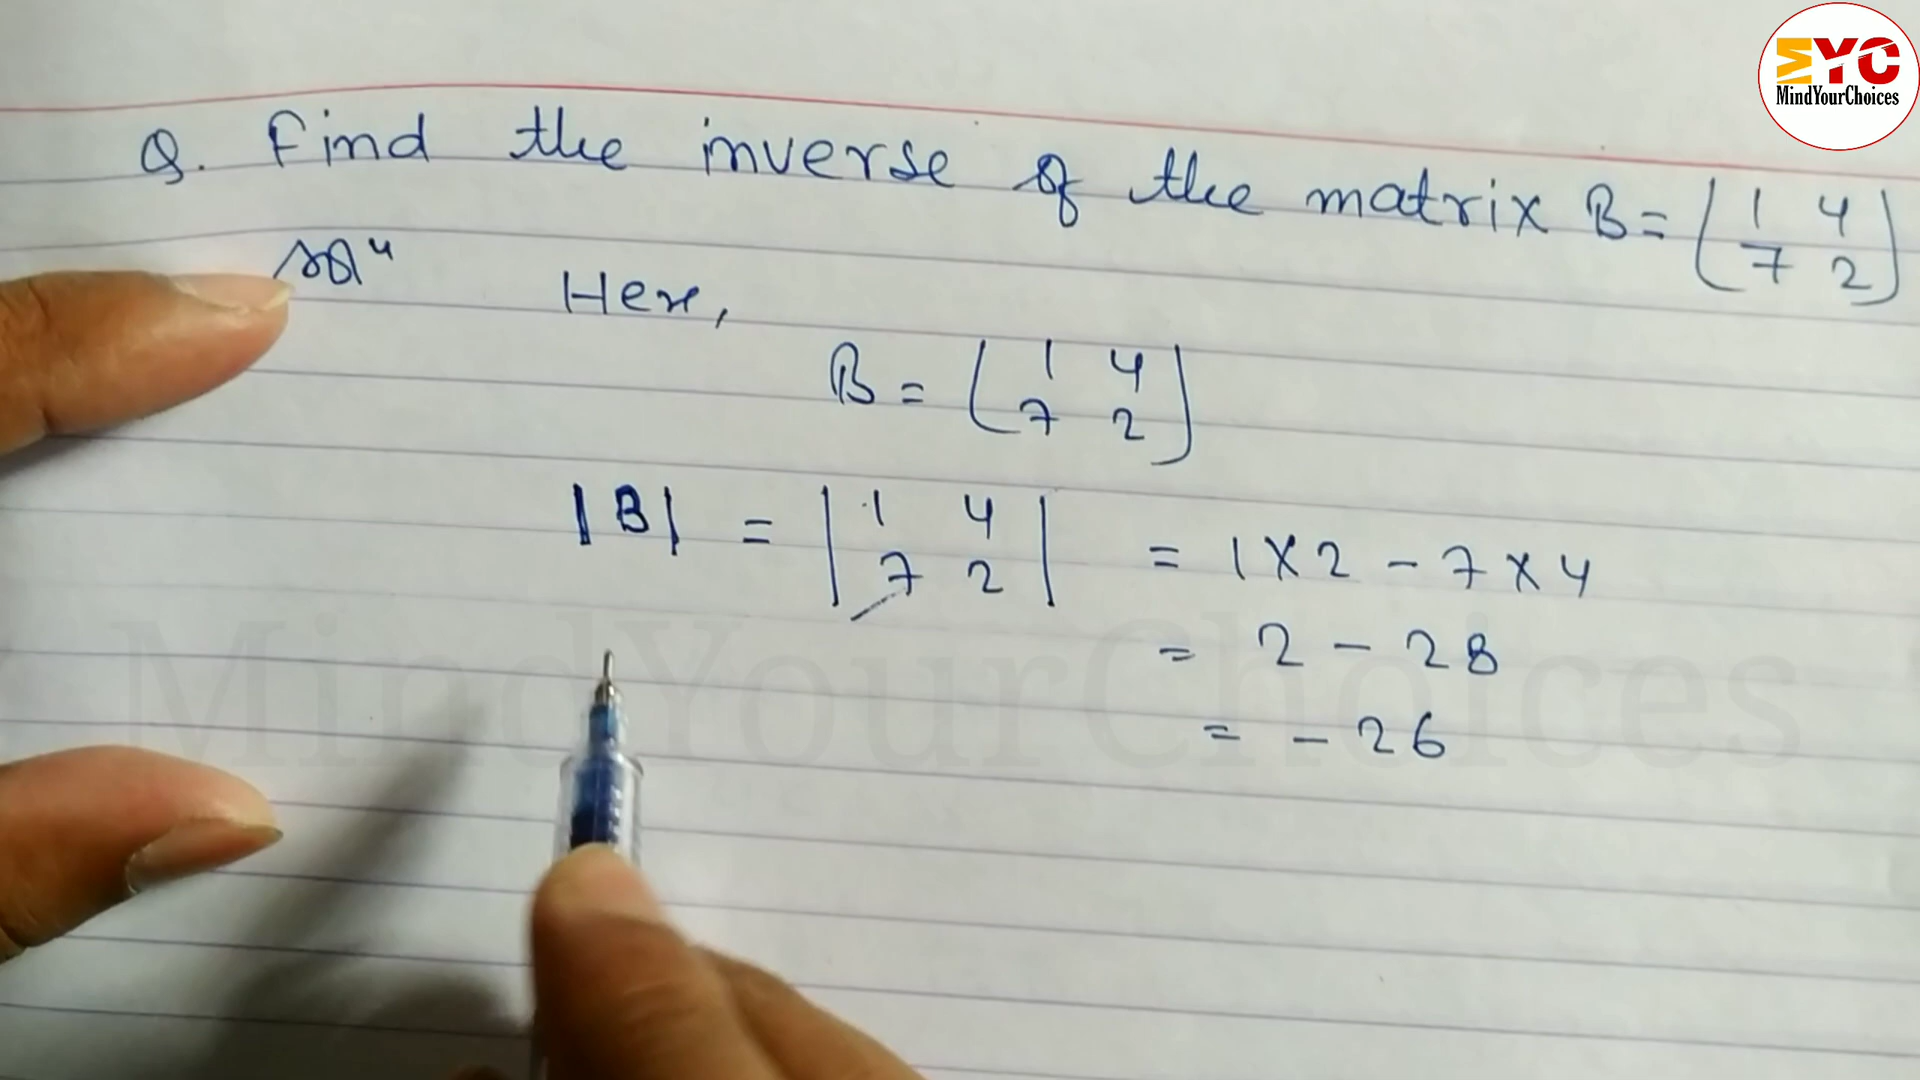 MYC
MindYourChoices
Q. Find the inverse of the matrix B = (1 4
7 2)
Here,
B = (1 4
7 2)
|B| = |1 4
7 2| = 1 × 2 - 7 × 4
= 2 - 28
= - 26
MindYourChoices